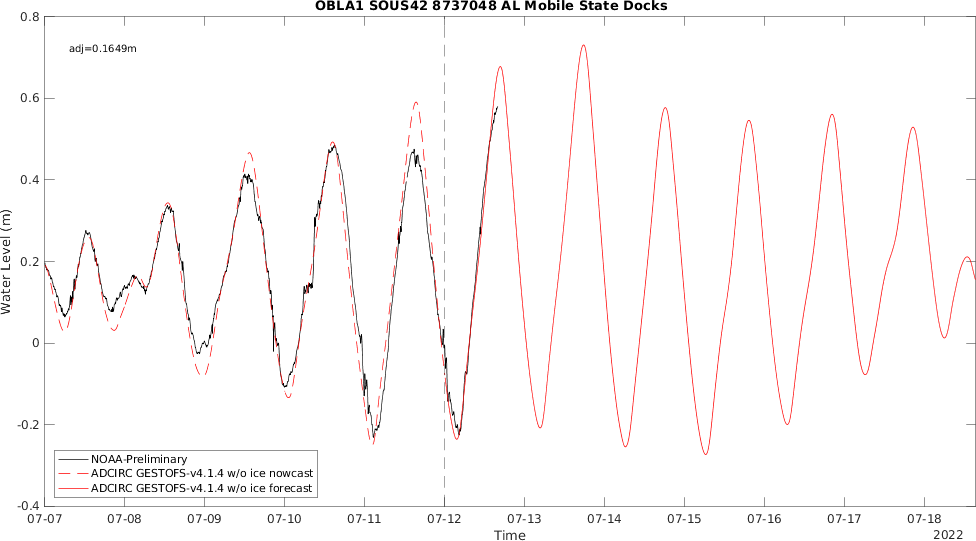 OBLA1 SOUS42 8737048 AL Mobile State Docks
adj=0.1649m
0.8
0.6
0.4
0.2
0
-0.2
-0.4
Water Level (m)
NOAA-Preliminary
ADCIRC GESTOFS-v4.1.4 w/o ice nowcast
ADCIRC GESTOFS-v4.1.4 w/o ice forecast
07-07 07-08 07-09 07-10 07-11 07-12 07-13 07-14 07-15 07-16 07-17 07-18
Time
2022